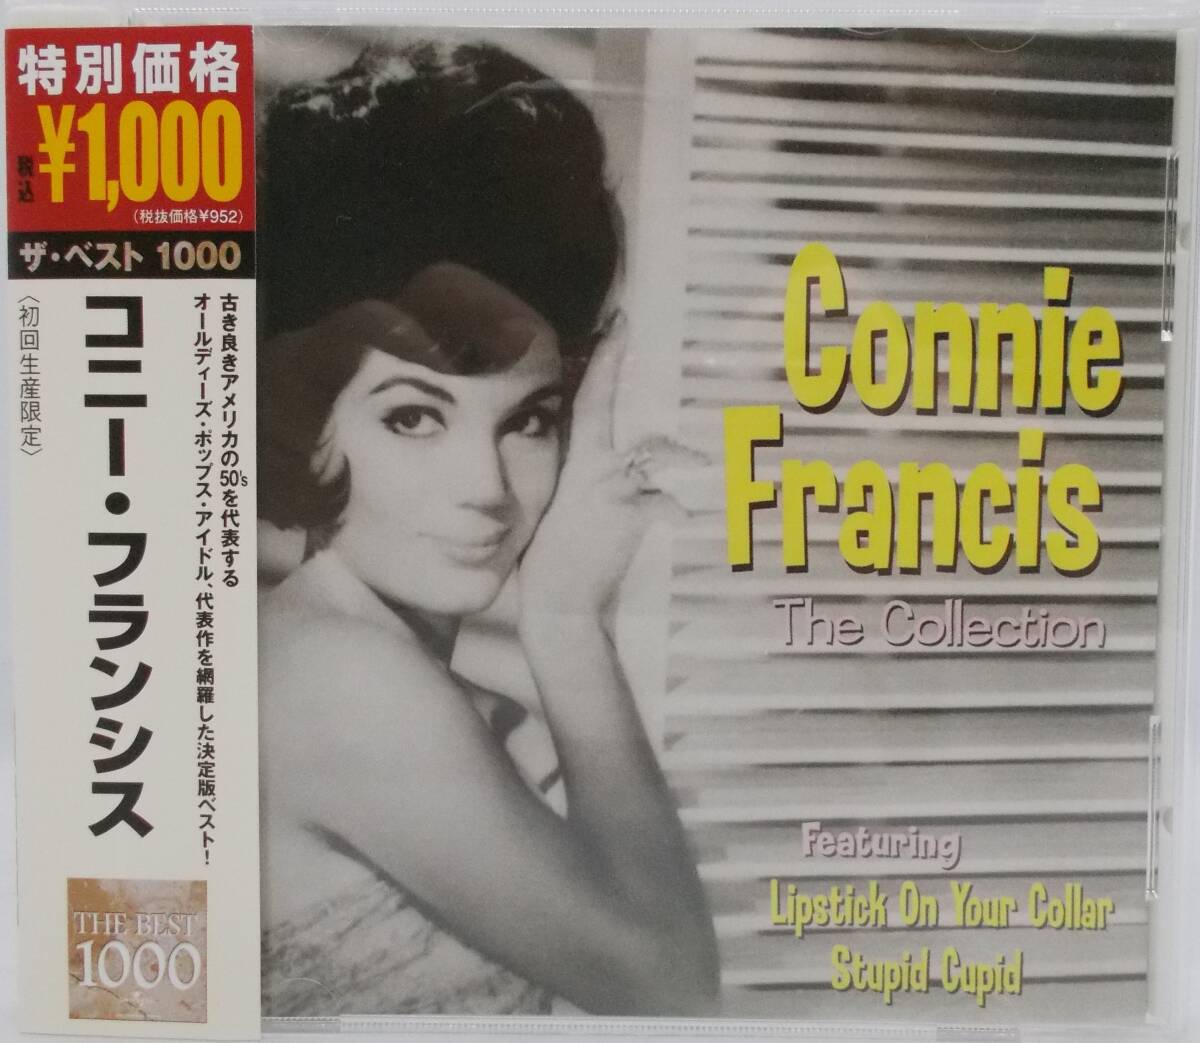 特別価格
税込 ¥1,000
(税抜価格¥952)
ザ・ベスト 1000
古き良きアメリカの50'sを代表する
オールディーズ・ポップス・アイドル、代表作を網羅した決定版ベスト!
コニー・フランシス
〈初回生産限定〉
THE BEST
1000
Connie
Francis
The Collection
Featuring
Lipstick On Your Collar
Stupid Cupid